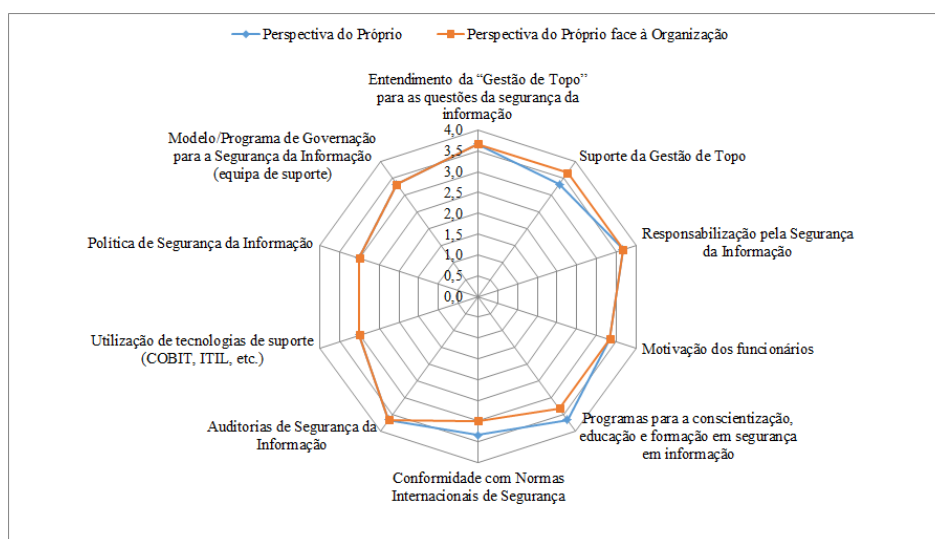 Perspectiva do Próprio
Perspectiva do Próprio face à Organização
Entendimento da “Gestão de Topo”
para as questões da segurança da
informação
Modelo/Programa de Governação
para a Segurança da Informação
(equipa de suporte)
Suporte da Gestão de Topo
Responsabilização pela Segurança
da Informação
Politica de Segurança da Informação
4,0
3,5
3,0
2,5
2,0
1,5
1,0
0,5
0,0
Utilização de tecnologias de suporte
(COBIT, ITIL, etc.)
Motivação dos funcionários
Auditorias de Segurança da
Informação
Programas para a conscientização,
educação e formação em segurança
em informação
Conformidade com Normas
Internacionais de Segurança